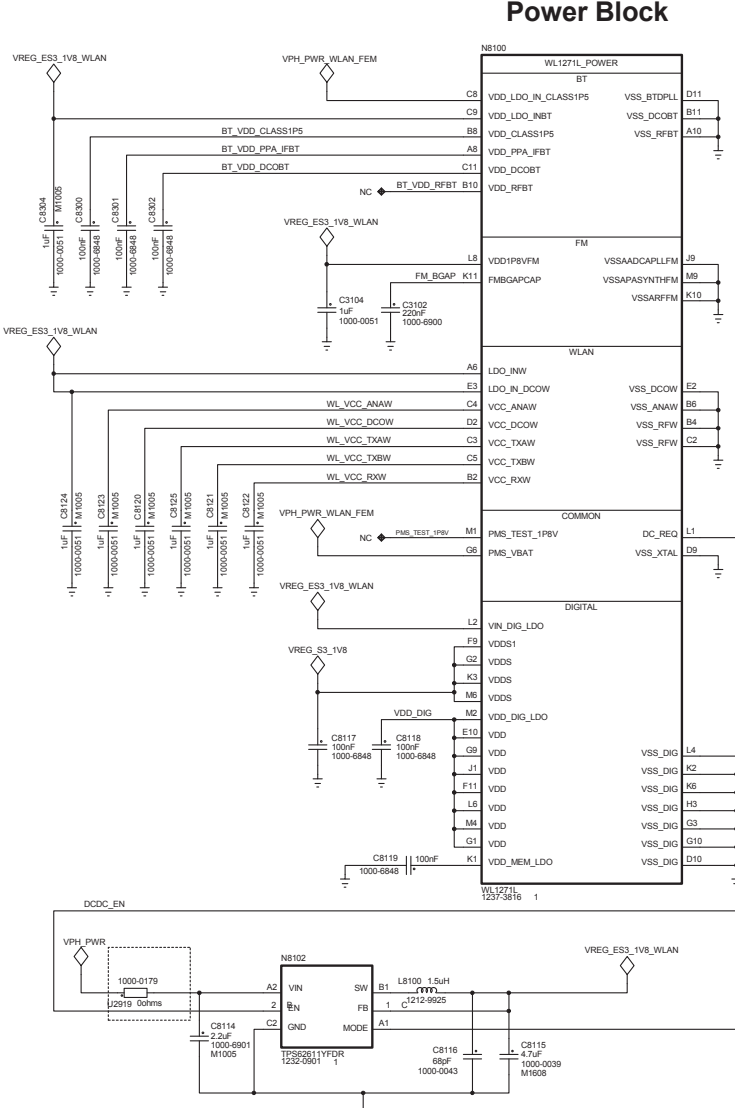 Power Block
N8100
WL1271L_POWER
BT
VREG_ES3_1V8_WLAN
VPH_PWR_WLAN_FEM
C8 VDD_LDO_IN_CLASS1P5 VSS_BTDPLL D11
C9 VDD_LDO_INBT VSS_DCOBT B11
BT_VDD_CLASS1P5 B8 VDD_CLASS1P5 VSS_RFBT A10
BT_VDD_PPA_IFBT A8 VDD_PPA_IFBT
BT_VDD_DCOBT C11 VDD_DCOBT
NC BT_VDD_RFBT B10 VDD_RFBT
C8304 M1005
1uF 1000-0051
C8300
100nF 1000-6848
C8301
100nF 1000-6848
C8302
100nF 1000-6848
VREG_ES3_1V8_WLAN
FM
L8 VDD1P8VFM VSSAADCAPLLFM J9
FM_BGAP K11 FMBGAPCAP VSSAPASYNTHFM M9
VSSARFFM K10
C3104
1uF
1000-0051
C3102
220nF
1000-6900
VREG_ES3_1V8_WLAN
WLAN
A6 LDO_INW
E3 LDO_IN_DCOW VSS_DCOW E2
WL_VCC_ANAW C4 VCC_ANAW VSS_ANAW B6
WL_VCC_DCOW D2 VCC_DCOW VSS_RFW B4
WL_VCC_TXAW C3 VCC_TXAW VSS_RFW C2
WL_VCC_TXBW C5 VCC_TXBW
WL_VCC_RXW B2 VCC_RXW
C8124 M1005
1uF 1000-0051
C8123 M1005
1uF 1000-0051
C8120 M1005
1uF 1000-0051
C8125 M1005
1uF 1000-0051
C8121 M1005
1uF 1000-0051
C8122 M1005
1uF 1000-0051
VPH_PWR_WLAN_FEM
COMMON
NC PMS_TEST_1P8V M1 PMS_TEST_1P8V DC_REQ L1
G6 PMS_VBAT VSS_XTAL D9
VREG_ES3_1V8_WLAN
DIGITAL
L2 VIN_DIG_LDO
VREG_S3_1V8
F9 VDDS1
G2 VDDS
K3 VDDS
M6 VDDS
VDD_DIG M2 VDD_DIG_LDO
E10 VDD
G9 VDD VSS_DIG L4
J1 VDD VSS_DIG K2
F11 VDD VSS_DIG K6
L6 VDD VSS_DIG H3
M4 VDD VSS_DIG G3
G1 VDD VSS_DIG G10
K1 VDD_MEM_LDO VSS_DIG D10
C8117
100nF
1000-6848
C8118
100nF
1000-6848
C8119 100nF
1000-6848
WL1271L
1237-3816 1
DCDC_EN
VPH_PWR
N8102
VREG_ES3_1V8_WLAN
1000-0179
U2919 0ohms
A2 VIN SW B1
L8100 1.5uH
1212-9925
2 B EN FB 1 C
C2 GND MODE A1
C8114
2.2uF
1000-6901
M1005
TPS62611YFDR
1232-0901 1
C8116
68pF
1000-0043
C8115
4.7uF
1000-0039
M1608